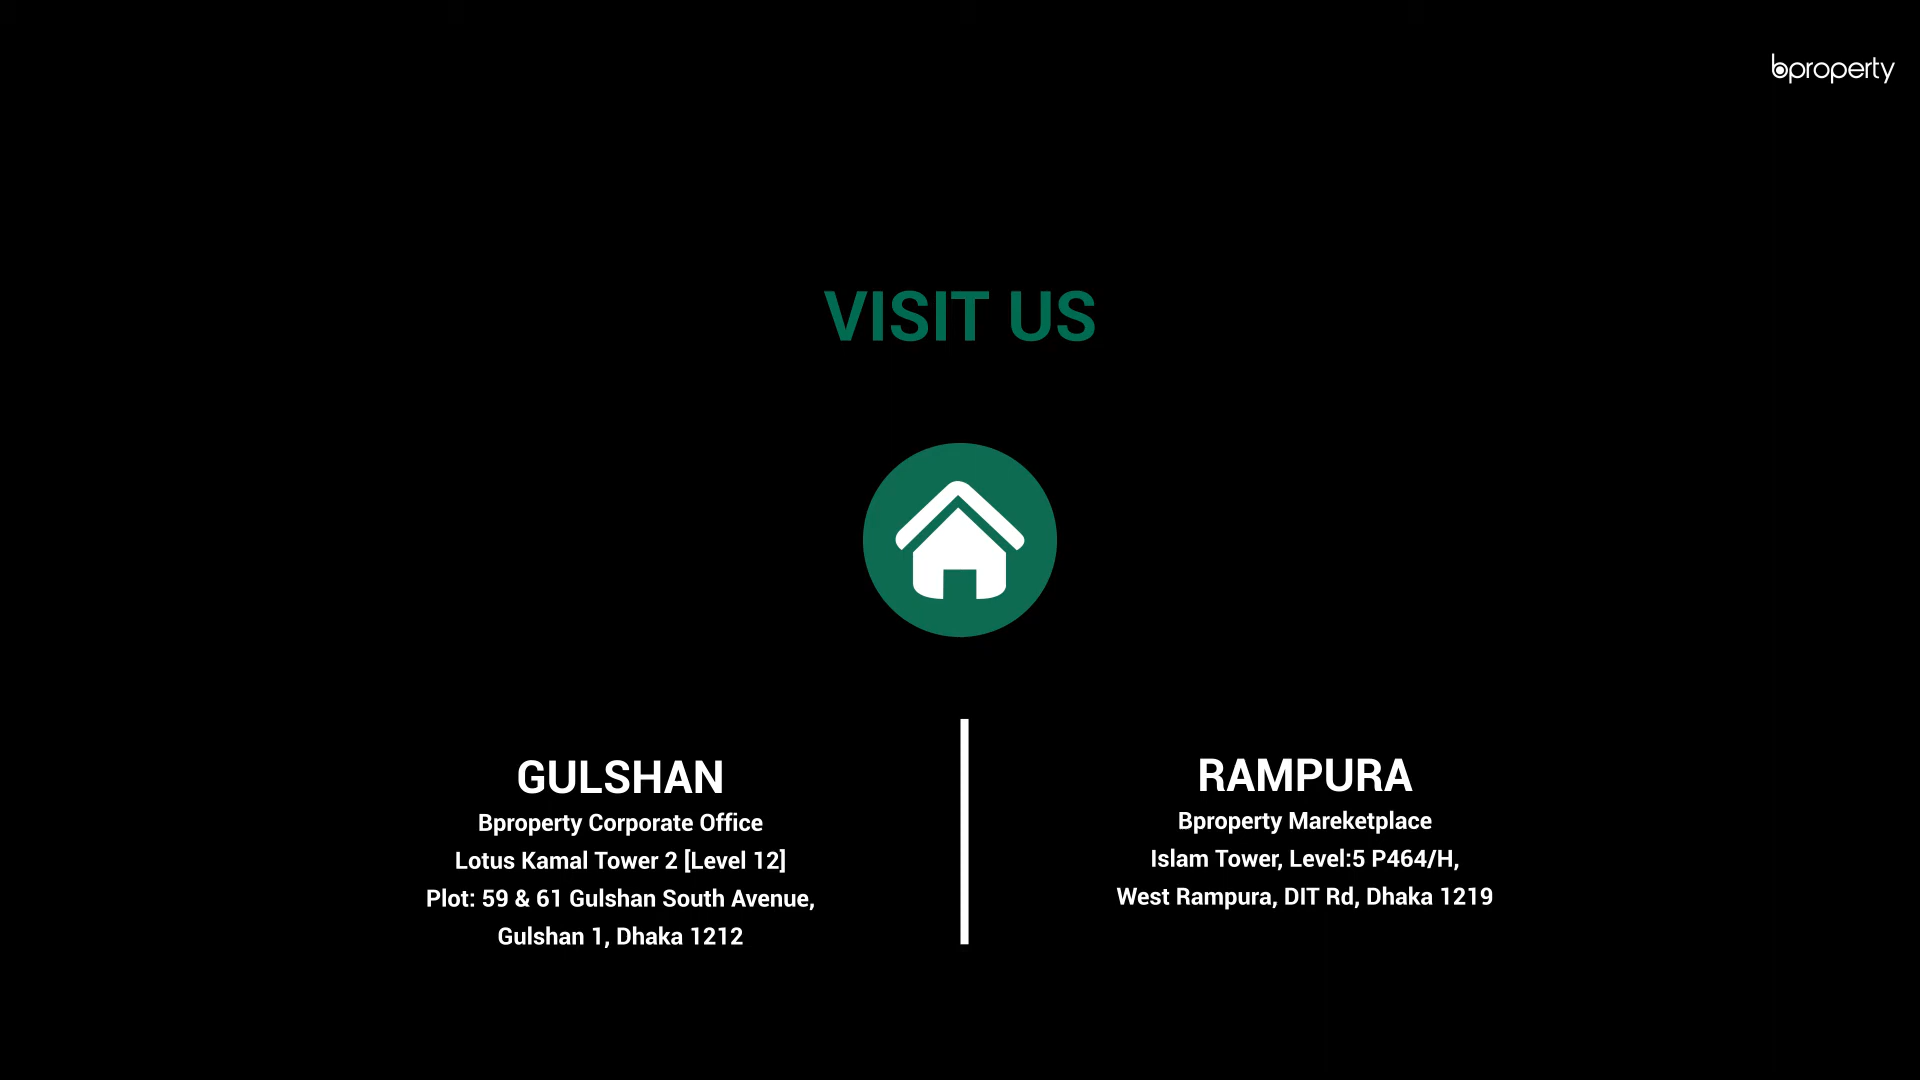 bproperty
VISIT US
GULSHAN
Bproperty Corporate Office
Lotus Kamal Tower 2 [Level 12]
Plot: 59 & 61 Gulshan South Avenue,
Gulshan 1, Dhaka 1212
RAMPURA
Bproperty Mareketplace
Islam Tower, Level:5 P464/H,
West Rampura, DIT Rd, Dhaka 1219